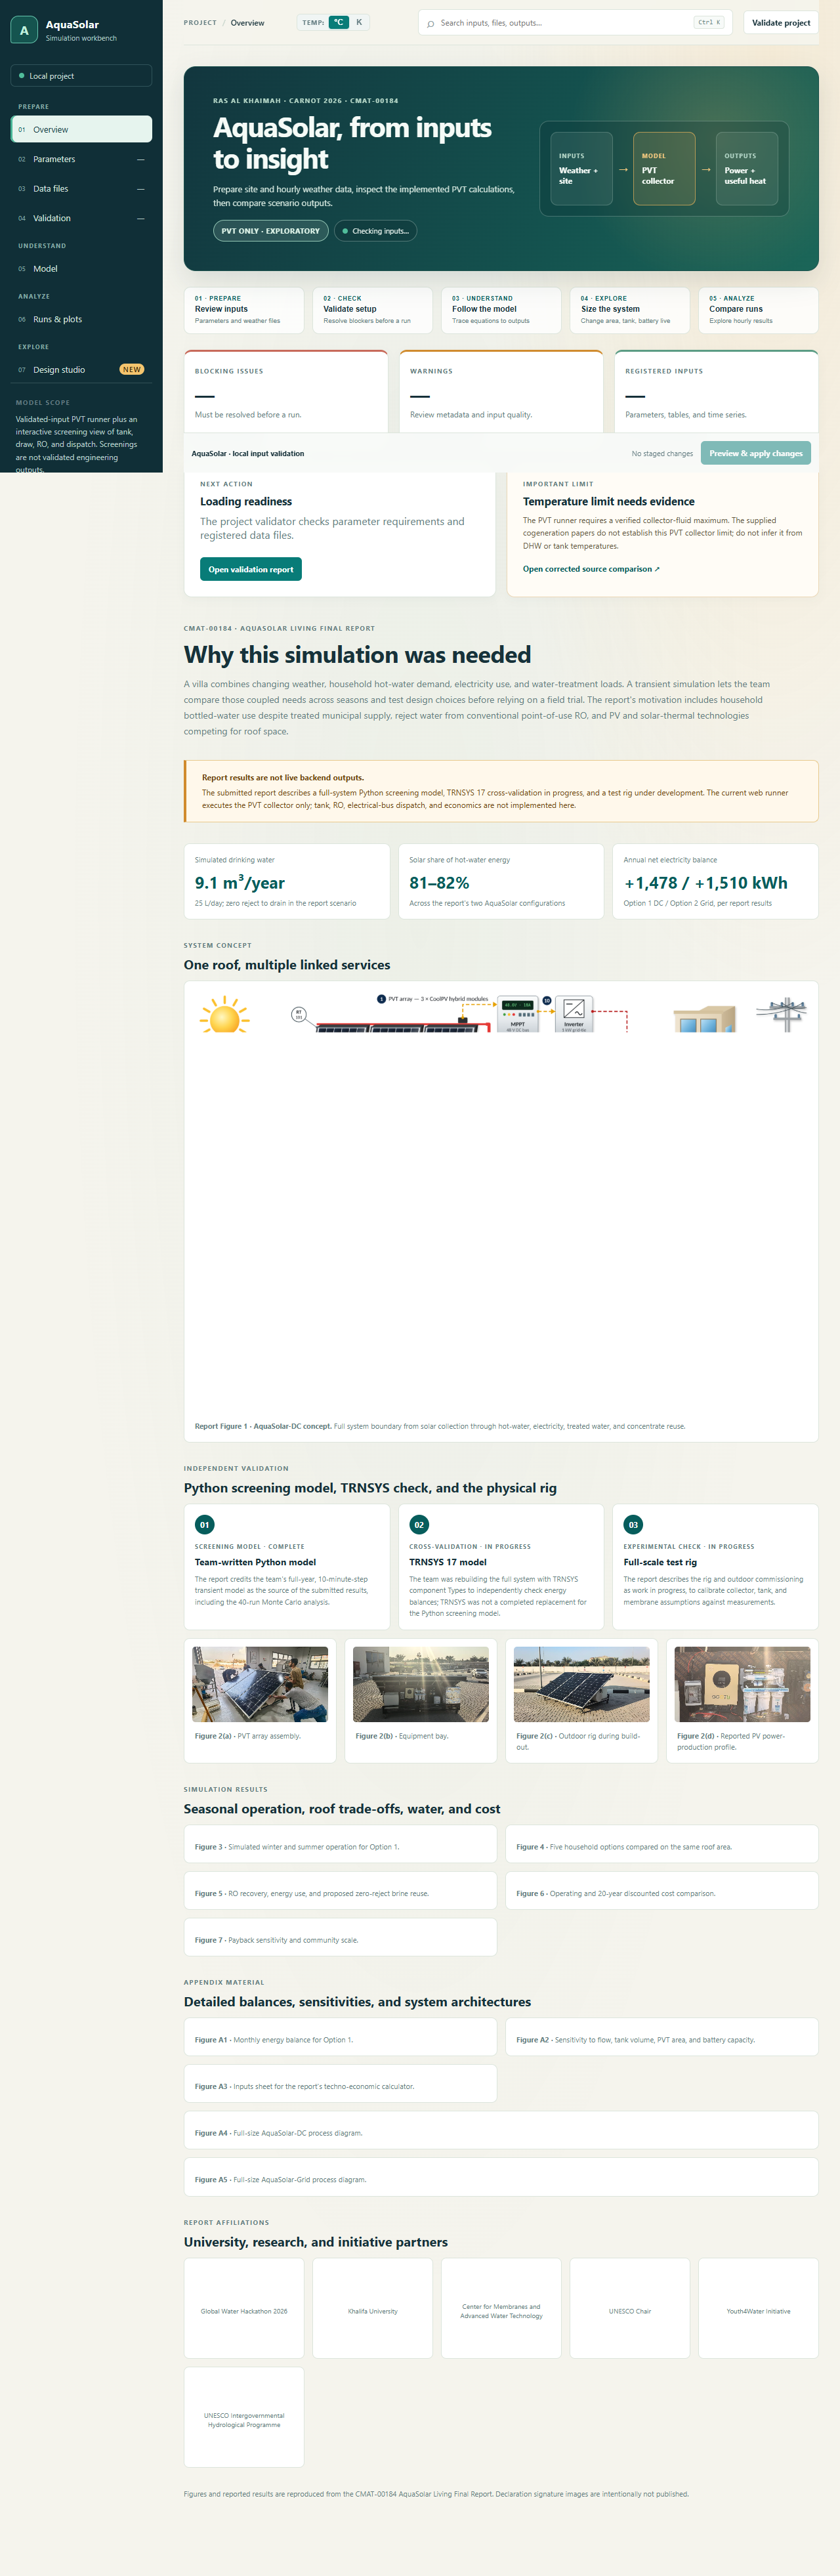 A
AquaSolar
Simulation workbench
Local project
PREPARE
01 Overview
02 Parameters —
03 Data files —
04 Validation —
UNDERSTAND
05 Model
ANALYZE
06 Runs & plots
EXPLORE
07 Design studio NEW
MODEL SCOPE
Validated-input PVT runner plus an
interactive screening view of tank,
draw, RO, and dispatch. Screenings
are not validated engineering
outputs.
PROJECT / Overview
TEMP: °C K
Search inputs, files, outputs...
Ctrl K
Validate project
RAS AL KHAIMAH • CARNOT 2026 • CMAT-00184
AquaSolar, from inputs
to insight
Prepare site and hourly weather data, inspect the implemented PVT calculations,
then compare scenario outputs.
PVT ONLY · EXPLORATORY
Checking inputs...
INPUTS
Weather +
site
→
MODEL
PVT
collector
→
OUTPUTS
Power +
useful heat
01 · PREPARE
Review inputs
Parameters and weather files
02 · CHECK
Validate setup
Resolve blockers before a run
03 · UNDERSTAND
Follow the model
Trace equations to outputs
04 · EXPLORE
Size the system
Change area, tank, battery live
05 · ANALYZE
Compare runs
Explore hourly results
BLOCKING ISSUES
—
Must be resolved before a run.
WARNINGS
—
Review metadata and input quality.
REGISTERED INPUTS
—
Parameters, tables, and time series.
AquaSolar · local input validation
No staged changes
Preview & apply changes
NEXT ACTION
Loading readiness
The project validator checks parameter requirements and
registered data files.
Open validation report
IMPORTANT LIMIT
Temperature limit needs evidence
The PVT runner requires a verified collector-fluid maximum. The supplied
cogeneration papers do not establish this PVT collector limit; do not infer it from
DHW or tank temperatures.
Open corrected source comparison ↗
CMAT-00184 · AQUASOLAR LIVING FINAL REPORT
Why this simulation was needed
A villa combines changing weather, household hot-water demand, electricity use, and water-treatment loads. A transient simulation lets the team
compare those coupled needs across seasons and test design choices before relying on a field trial. The report's motivation includes household
bottled-water use despite treated municipal supply, reject water from conventional point-of-use RO, and PV and solar-thermal technologies
competing for roof space.
Report results are not live backend outputs.
The submitted report describes a full-system Python screening model, TRNSYS 17 cross-validation in progress, and a test rig under development. The current web runner
executes the PVT collector only; tank, RO, electrical-bus dispatch, and economics are not implemented here.
Simulated drinking water
9.1 m³/year
25 L/day; zero reject to drain in the report scenario
Solar share of hot-water energy
81–82%
Across the report's two AquaSolar configurations
Annual net electricity balance
+1,478 / +1,510 kWh
Option 1 DC / Option 2 Grid, per report results
SYSTEM CONCEPT
One roof, multiple linked services
1 PVT array — 3 × CoolPV hybrid modules
MPPT
10
Inverter
Report Figure 1 · AquaSolar-DC concept. Full system boundary from solar collection through hot-water, electricity, treated water, and concentrate reuse.
INDEPENDENT VALIDATION
Python screening model, TRNSYS check, and the physical rig
01
SCREENING MODEL · COMPLETE
Team-written Python model
The report credits the team's full-year, 10-minute-step
transient model as the source of the submitted results,
including the 40-run Monte Carlo analysis.
02
CROSS-VALIDATION · IN PROGRESS
TRNSYS 17 model
The team was rebuilding the full system with TRNSYS
component Types to independently check energy
balances; TRNSYS was not a completed replacement for
the Python screening model.
03
EXPERIMENTAL CHECK · IN PROGRESS
Full-scale test rig
The report describes the rig and outdoor commissioning
as work in progress, to calibrate collector, tank, and
membrane assumptions against measurements.
Figure 2(a) · PVT array assembly.
Figure 2(b) · Equipment bay.
Figure 2(c) · Outdoor rig during build-
out.
Figure 2(d) · Reported PV power-
production profile.
SIMULATION RESULTS
Seasonal operation, roof trade-offs, water, and cost
Figure 3 · Simulated winter and summer operation for Option 1.
Figure 4 · Five household options compared on the same roof area.
Figure 5 · RO recovery, energy use, and proposed zero-reject brine reuse.
Figure 6 · Operating and 20-year discounted cost comparison.
Figure 7 · Payback sensitivity and community scale.
APPENDIX MATERIAL
Detailed balances, sensitivities, and system architectures
Figure A1 · Monthly energy balance for Option 1.
Figure A2 · Sensitivity to flow, tank volume, PVT area, and battery capacity.
Figure A3 · Inputs sheet for the report's techno-economic calculator.
Figure A4 · Full-size AquaSolar-DC process diagram.
Figure A5 · Full-size AquaSolar-Grid process diagram.
REPORT AFFILIATIONS
University, research, and initiative partners
Global Water Hackathon 2026
Khalifa University
Center for Membranes and
Advanced Water Technology
UNESCO Chair
Youth4Water Initiative
UNESCO Intergovernmental
Hydrological Programme
Figures and reported results are reproduced from the CMAT-00184 AquaSolar Living Final Report. Declaration signature images are intentionally not published.